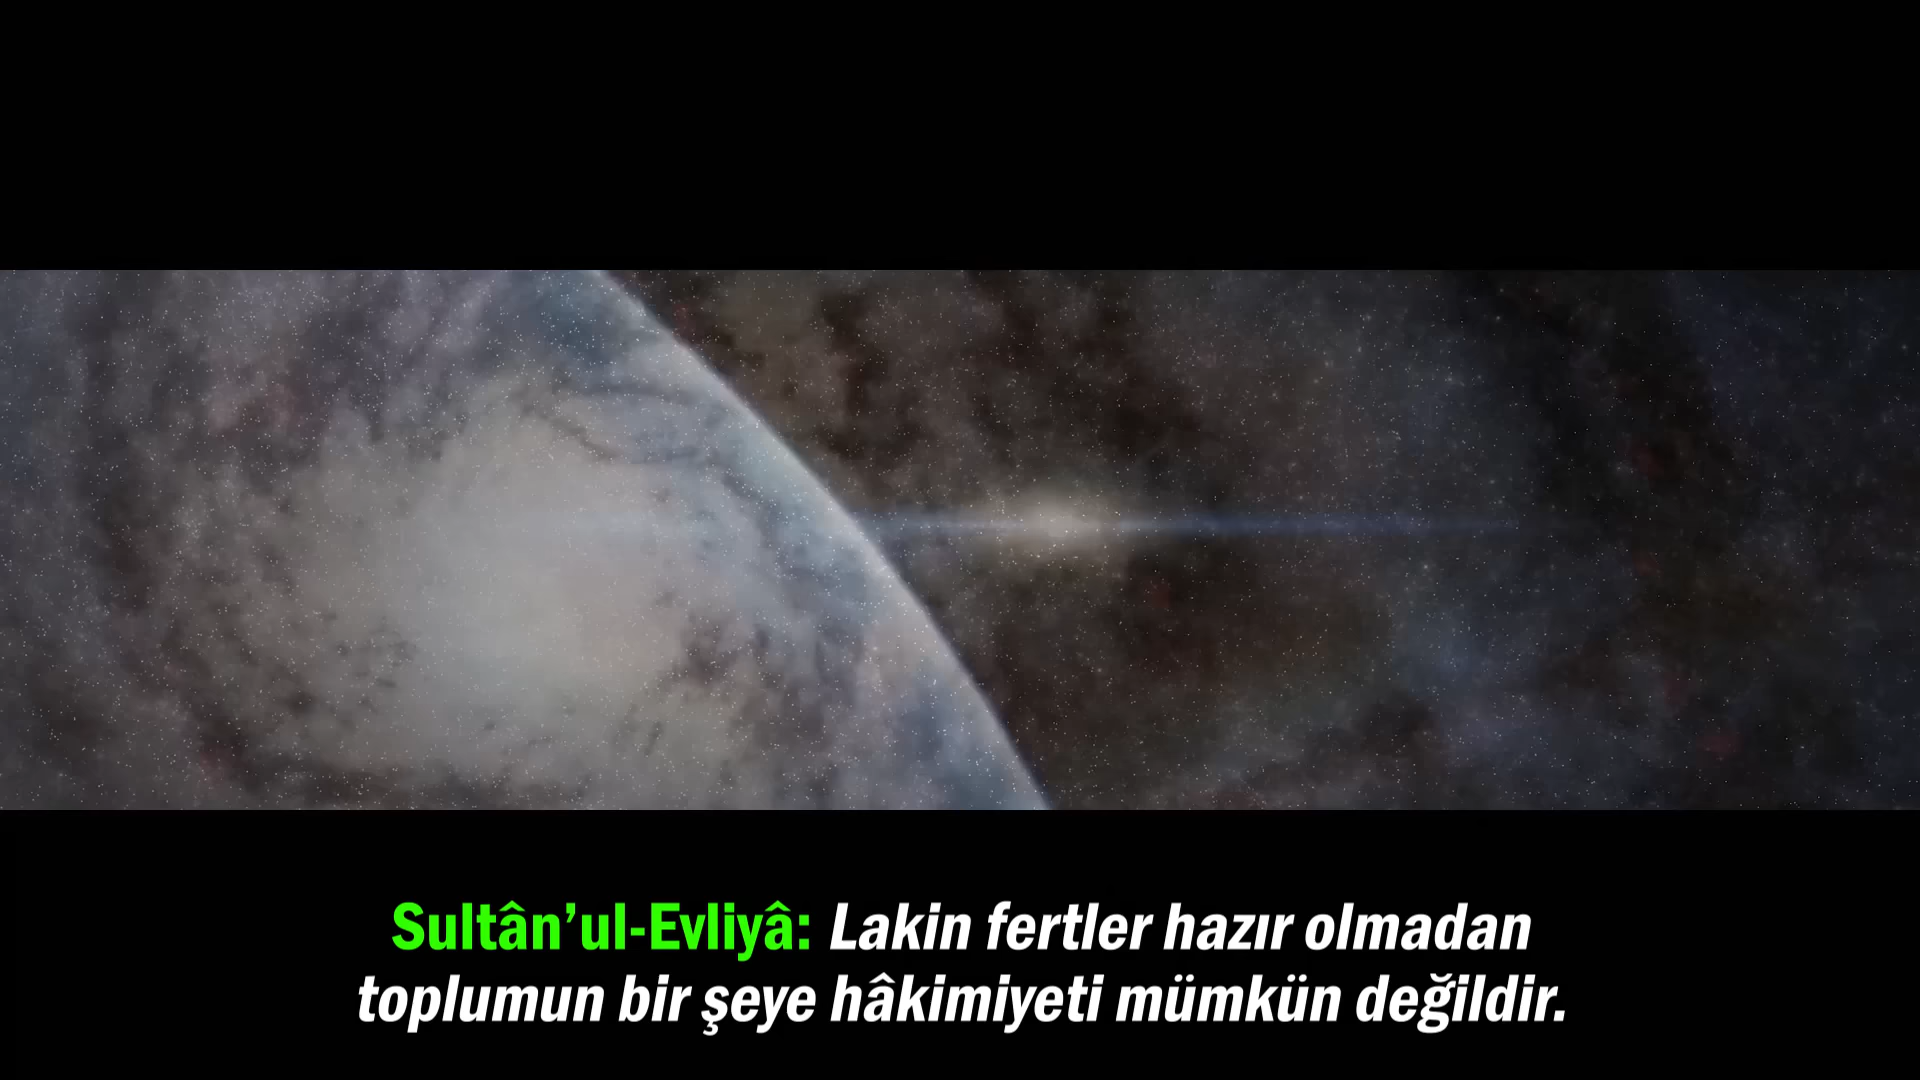 Sultân’ul-Evliyâ: Lakin fertler hazır olmadan
toplumun bir şeye hâkimiyeti mümkün değildir.